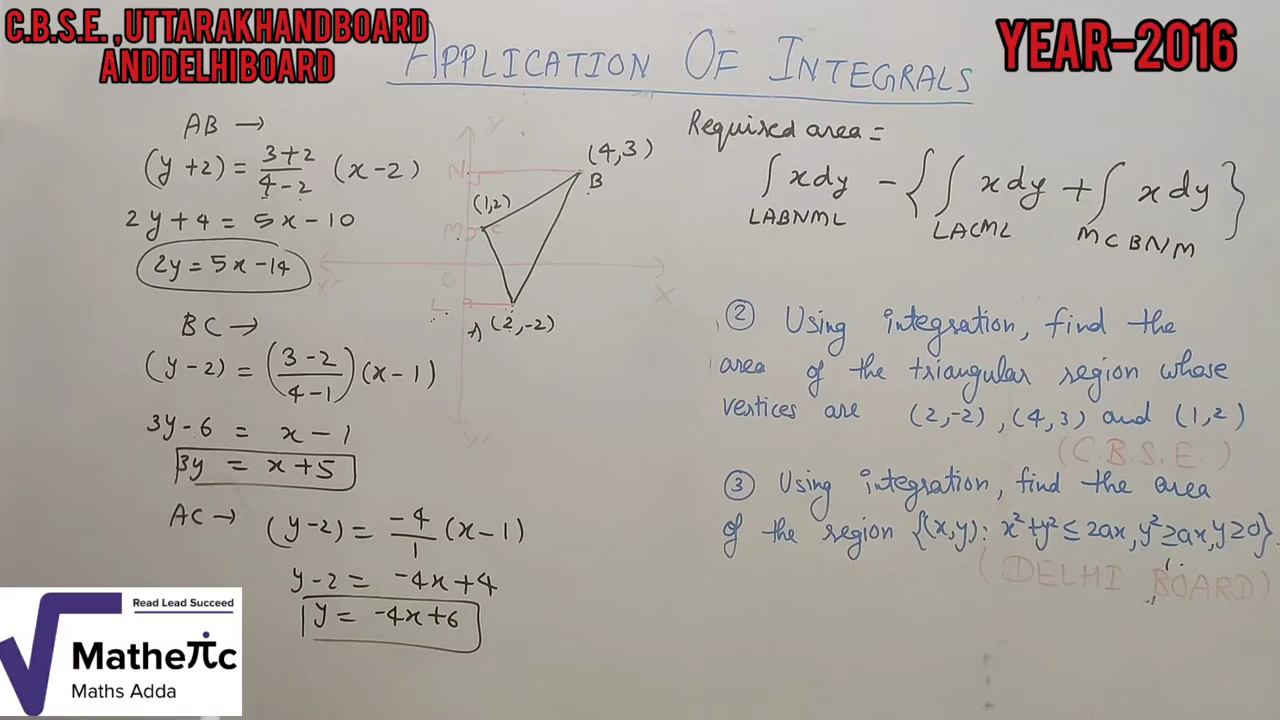 C.B.S.E. ,UTTARAKHANDBOARD
ANDDELHIBOARD
APPLICATION OF INTEGRALS
YEAR-2016
AB →
(y+2) = 3+2/4-2 (x-2)
2y+4 = 5x-10
2y = 5x-14
BC →
(y-2) = (3-2/4-1)(x-1)
3y-6 = x-1
3y = x+5
AC → (y-2) = -4/1 (x-1)
y-2 = -4x+4
y = -4x+6
Y
N
(4,3)
B
(1,2)
M
C
X'
O
X
L
A (2,-2)
Y'
Required area =
∫ x dy - { ∫ x dy + ∫ x dy }
LABNML LACML MCBNM
② Using integration, find the
area of the triangular region whose
vertices are (2,-2), (4,3) and (1,2)
(C.B.S.E.)
③ Using integration, find the area
of the region {(x,y): x²+y² ≤ 2ax, y² ≥ ax, y ≥ 0}.
(DELHI BOARD)
Read Lead Succeed
Matheπc
Maths Adda